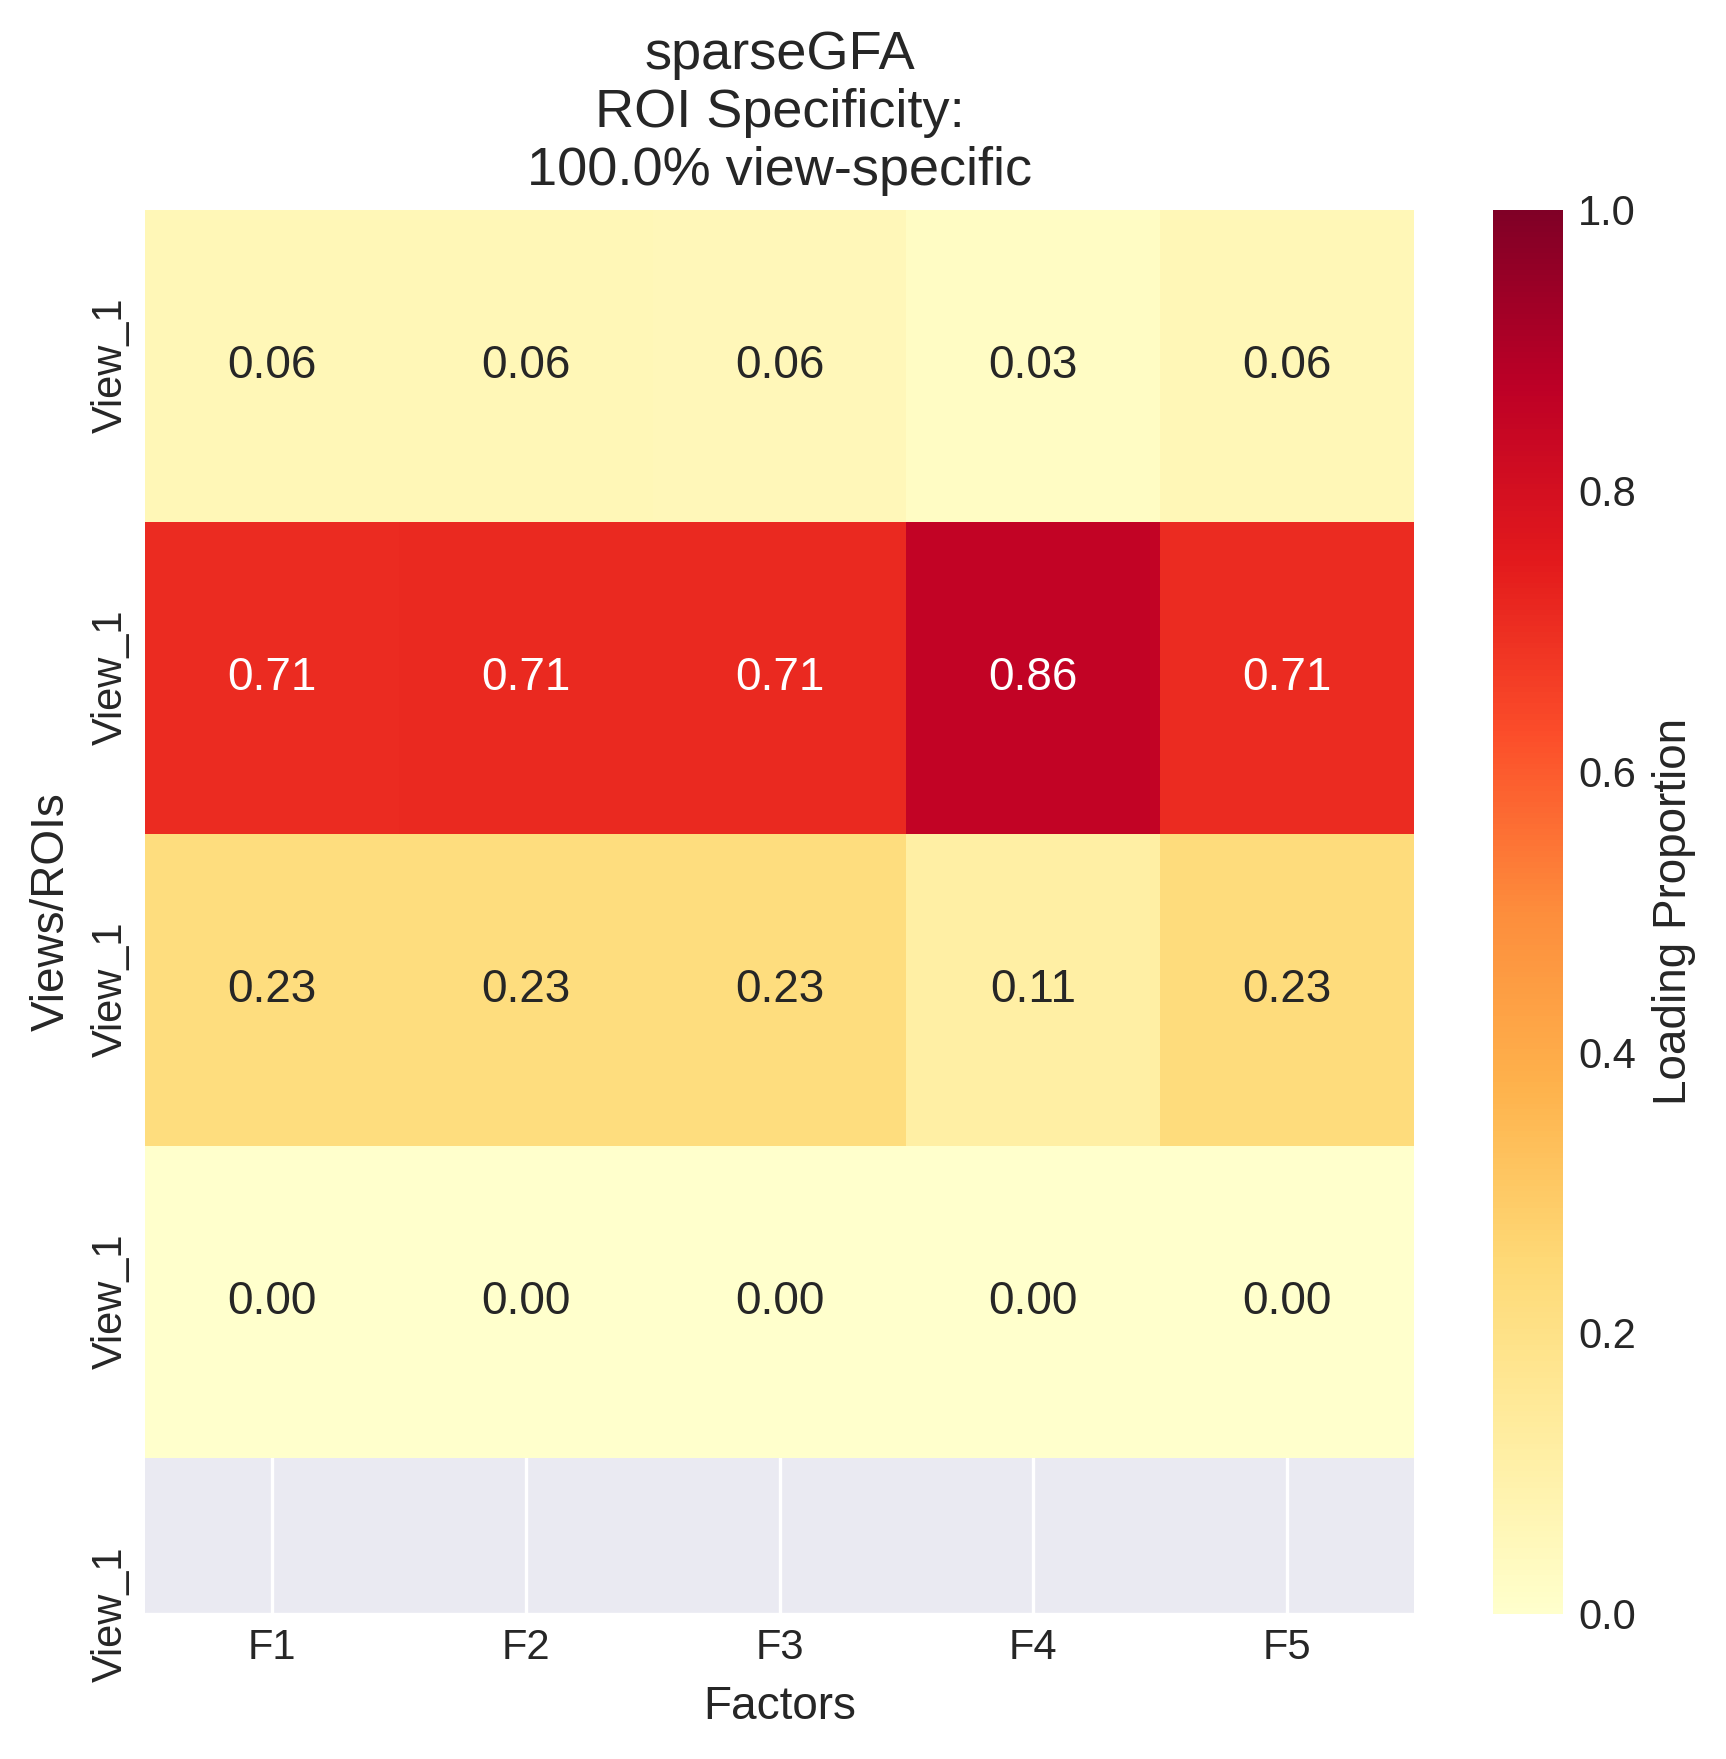 sparseGFA
ROI Specificity:
100.0% view-specific
Views/ROIs
View_1
0.06 0.06 0.06 0.03 0.06
View_1
0.71 0.71 0.71 0.86 0.71
View_1
0.23 0.23 0.23 0.11 0.23
View_1
0.00 0.00 0.00 0.00 0.00
View_1
F1 F2 F3 F4 F5
Factors
1.0
0.8
0.6
0.4
0.2
0.0
Loading Proportion